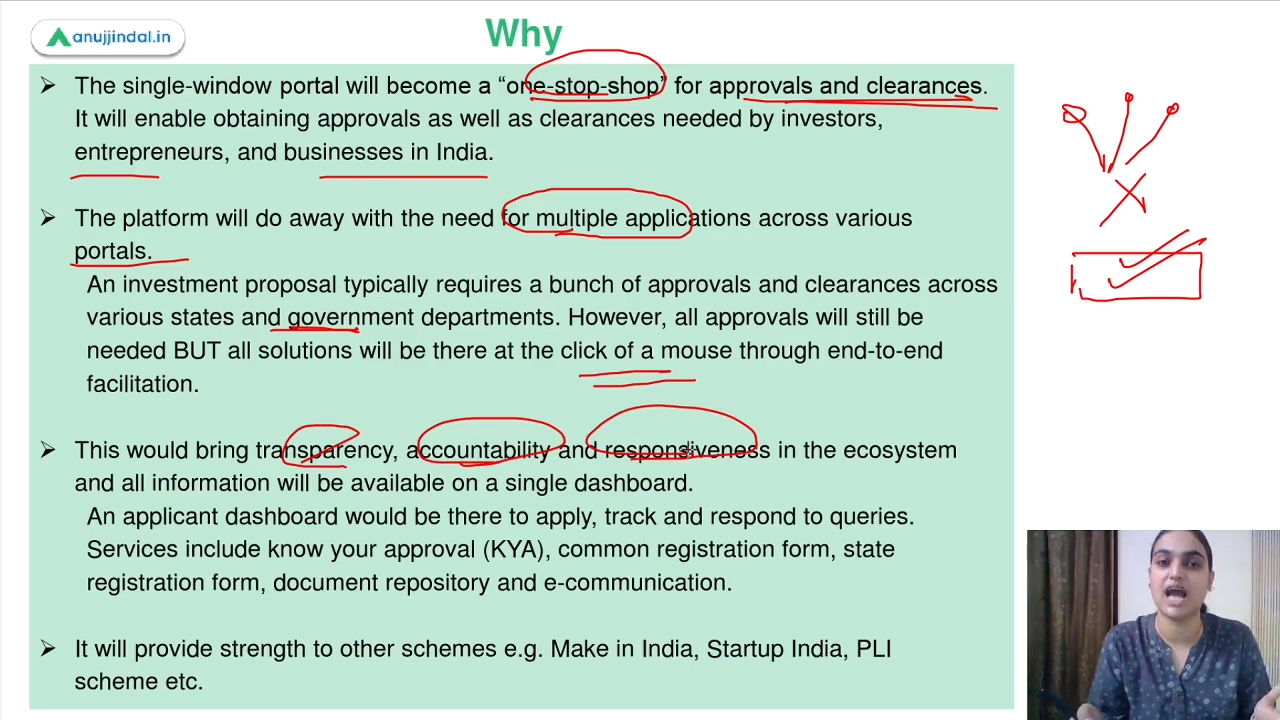 anujjindal.in
Why
➢ The single-window portal will become a “one-stop-shop” for approvals and clearances.
It will enable obtaining approvals as well as clearances needed by investors,
entrepreneurs, and businesses in India.
➢ The platform will do away with the need for multiple applications across various
portals.
An investment proposal typically requires a bunch of approvals and clearances across
various states and government departments. However, all approvals will still be
needed BUT all solutions will be there at the click of a mouse through end-to-end
facilitation.
➢ This would bring transparency, accountability and responsiveness in the ecosystem
and all information will be available on a single dashboard.
An applicant dashboard would be there to apply, track and respond to queries.
Services include know your approval (KYA), common registration form, state
registration form, document repository and e-communication.
➢ It will provide strength to other schemes e.g. Make in India, Startup India, PLI
scheme etc.